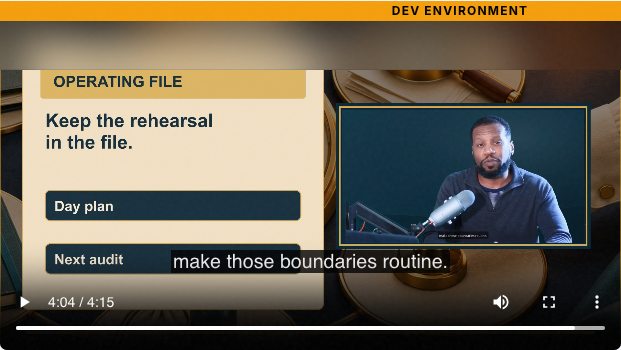 DEV ENVIRONMENT
OPERATING FILE
Keep the rehearsal
in the file.
Day plan
Next audit
make those boundaries routine.
4:04 / 4:15